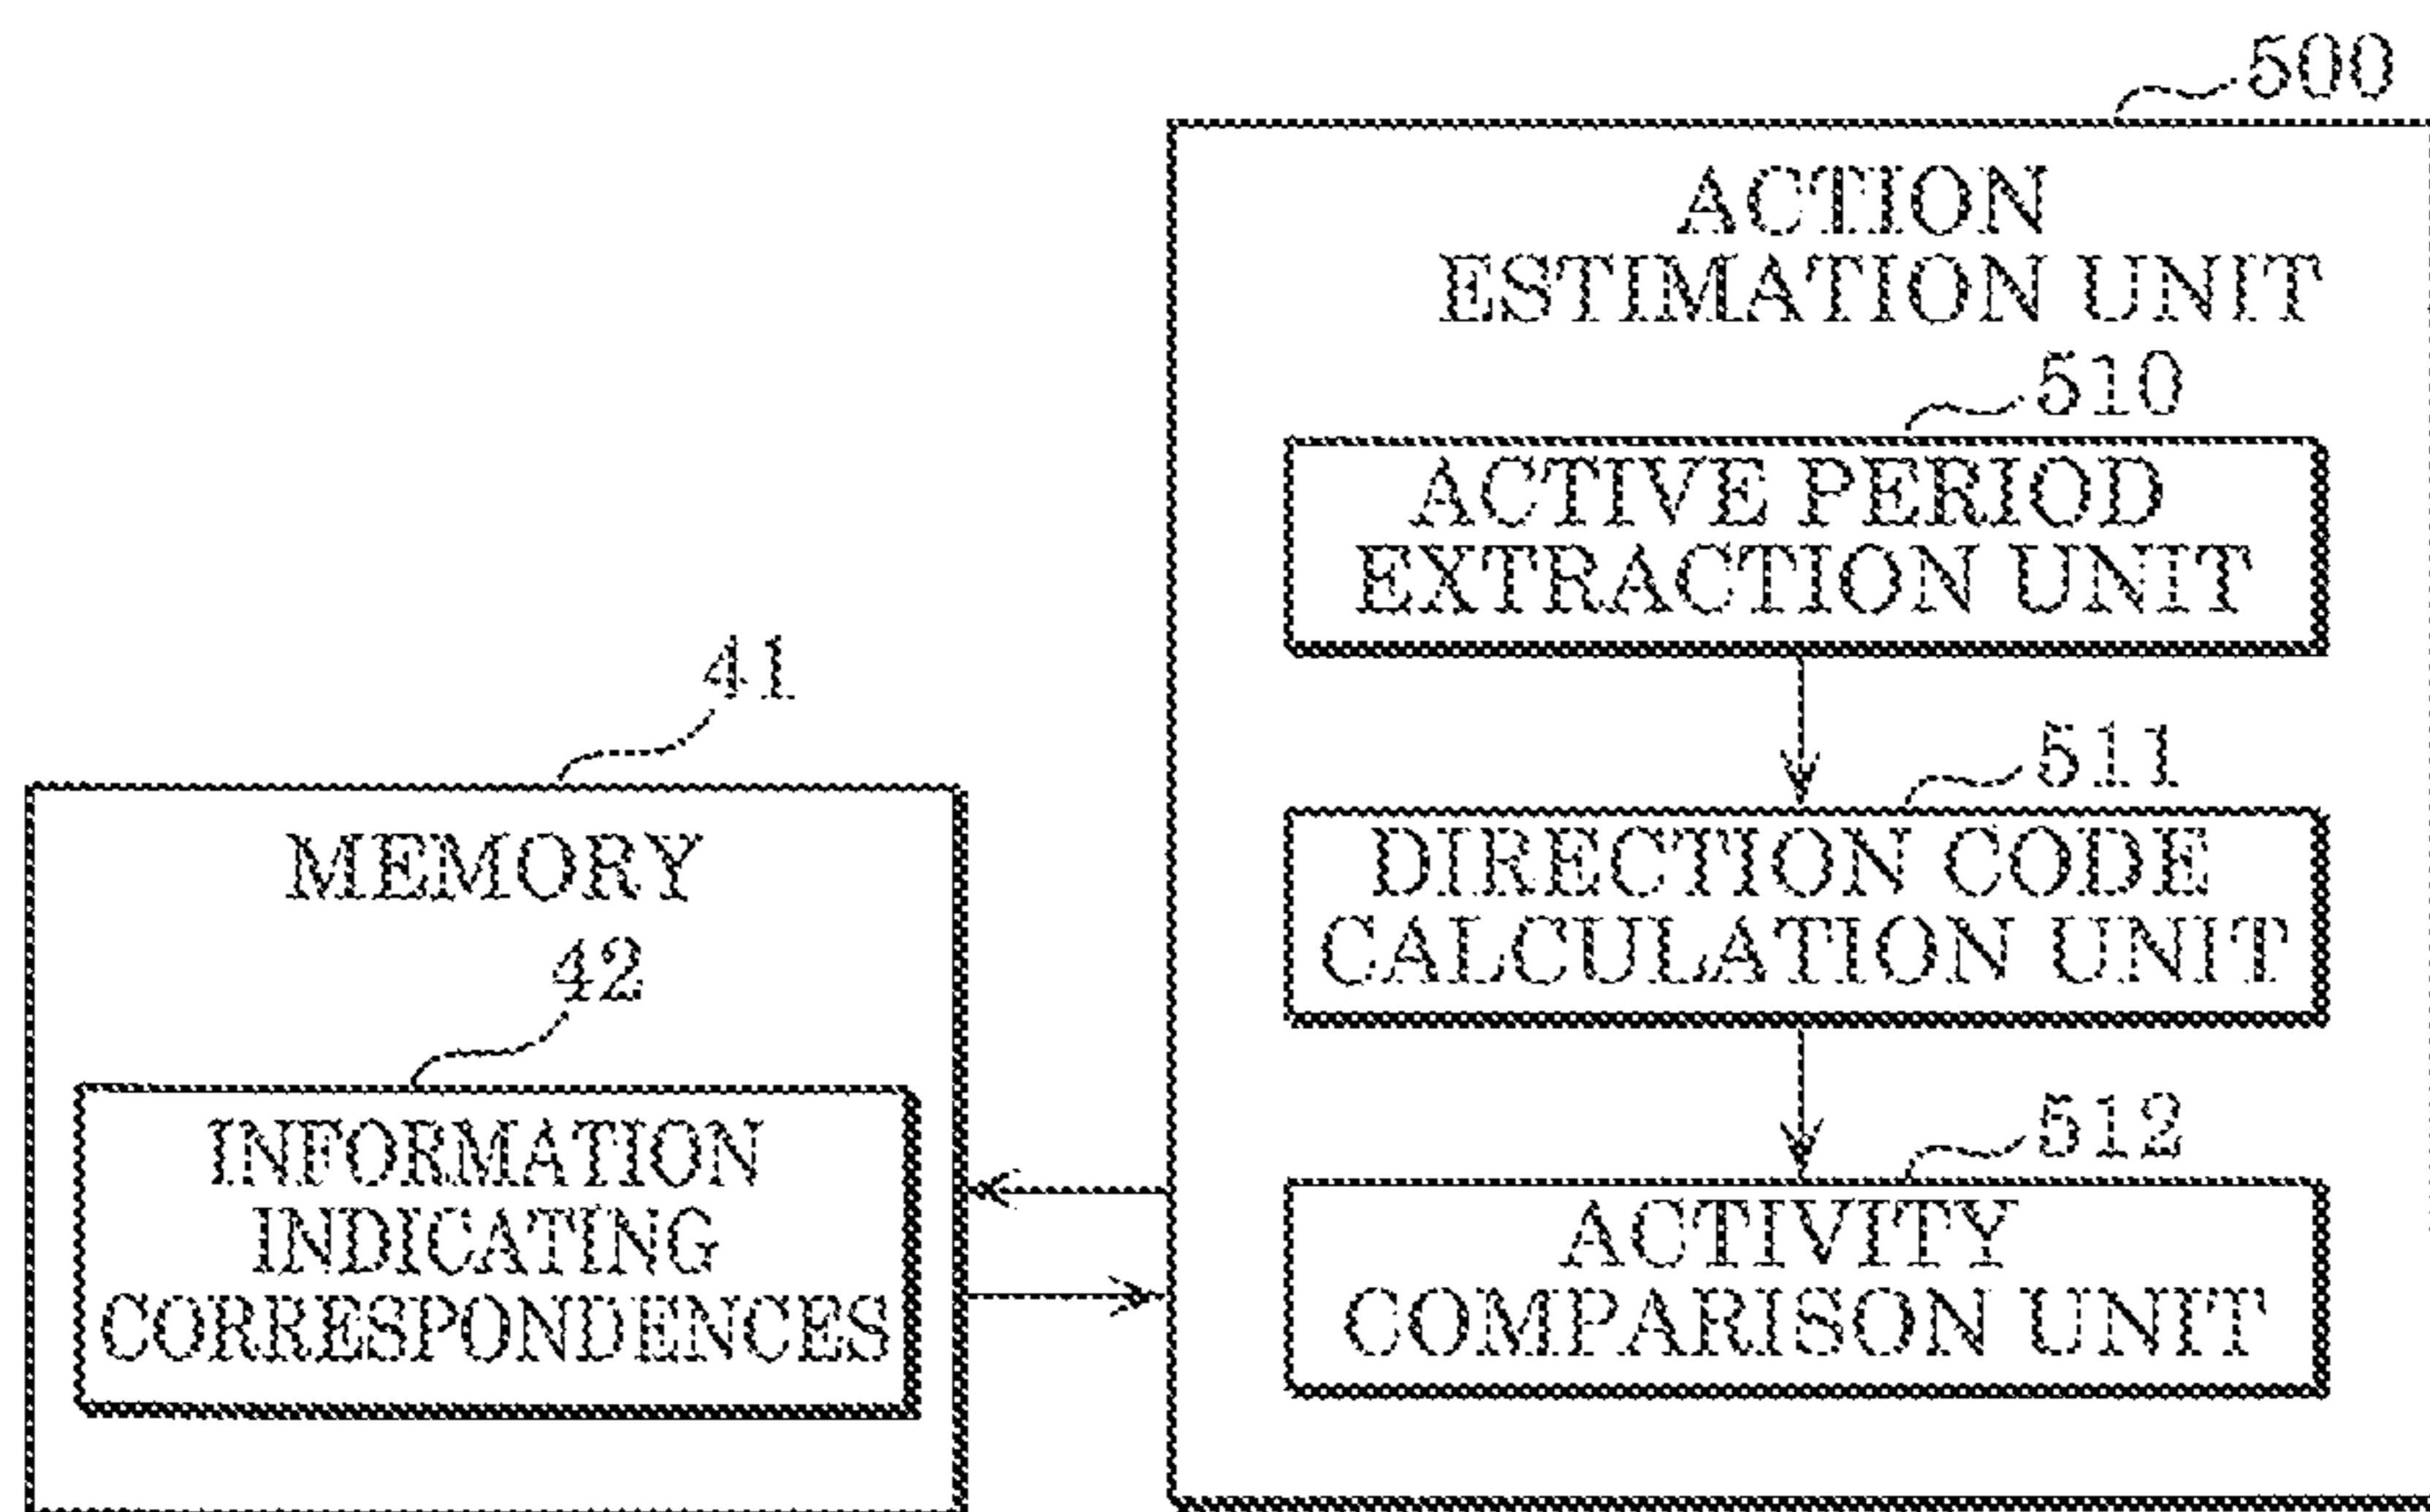 500
ACTION
ESTIMATION UNIT
510
ACTIVE PERIOD
EXTRACTION UNIT
41
511
MEMORY
DIRECTION CODE
CALCULATION UNIT
42
512
INFORMATION
INDICATING
CORRESPONDENCES
ACTIVITY
COMPARISON UNIT